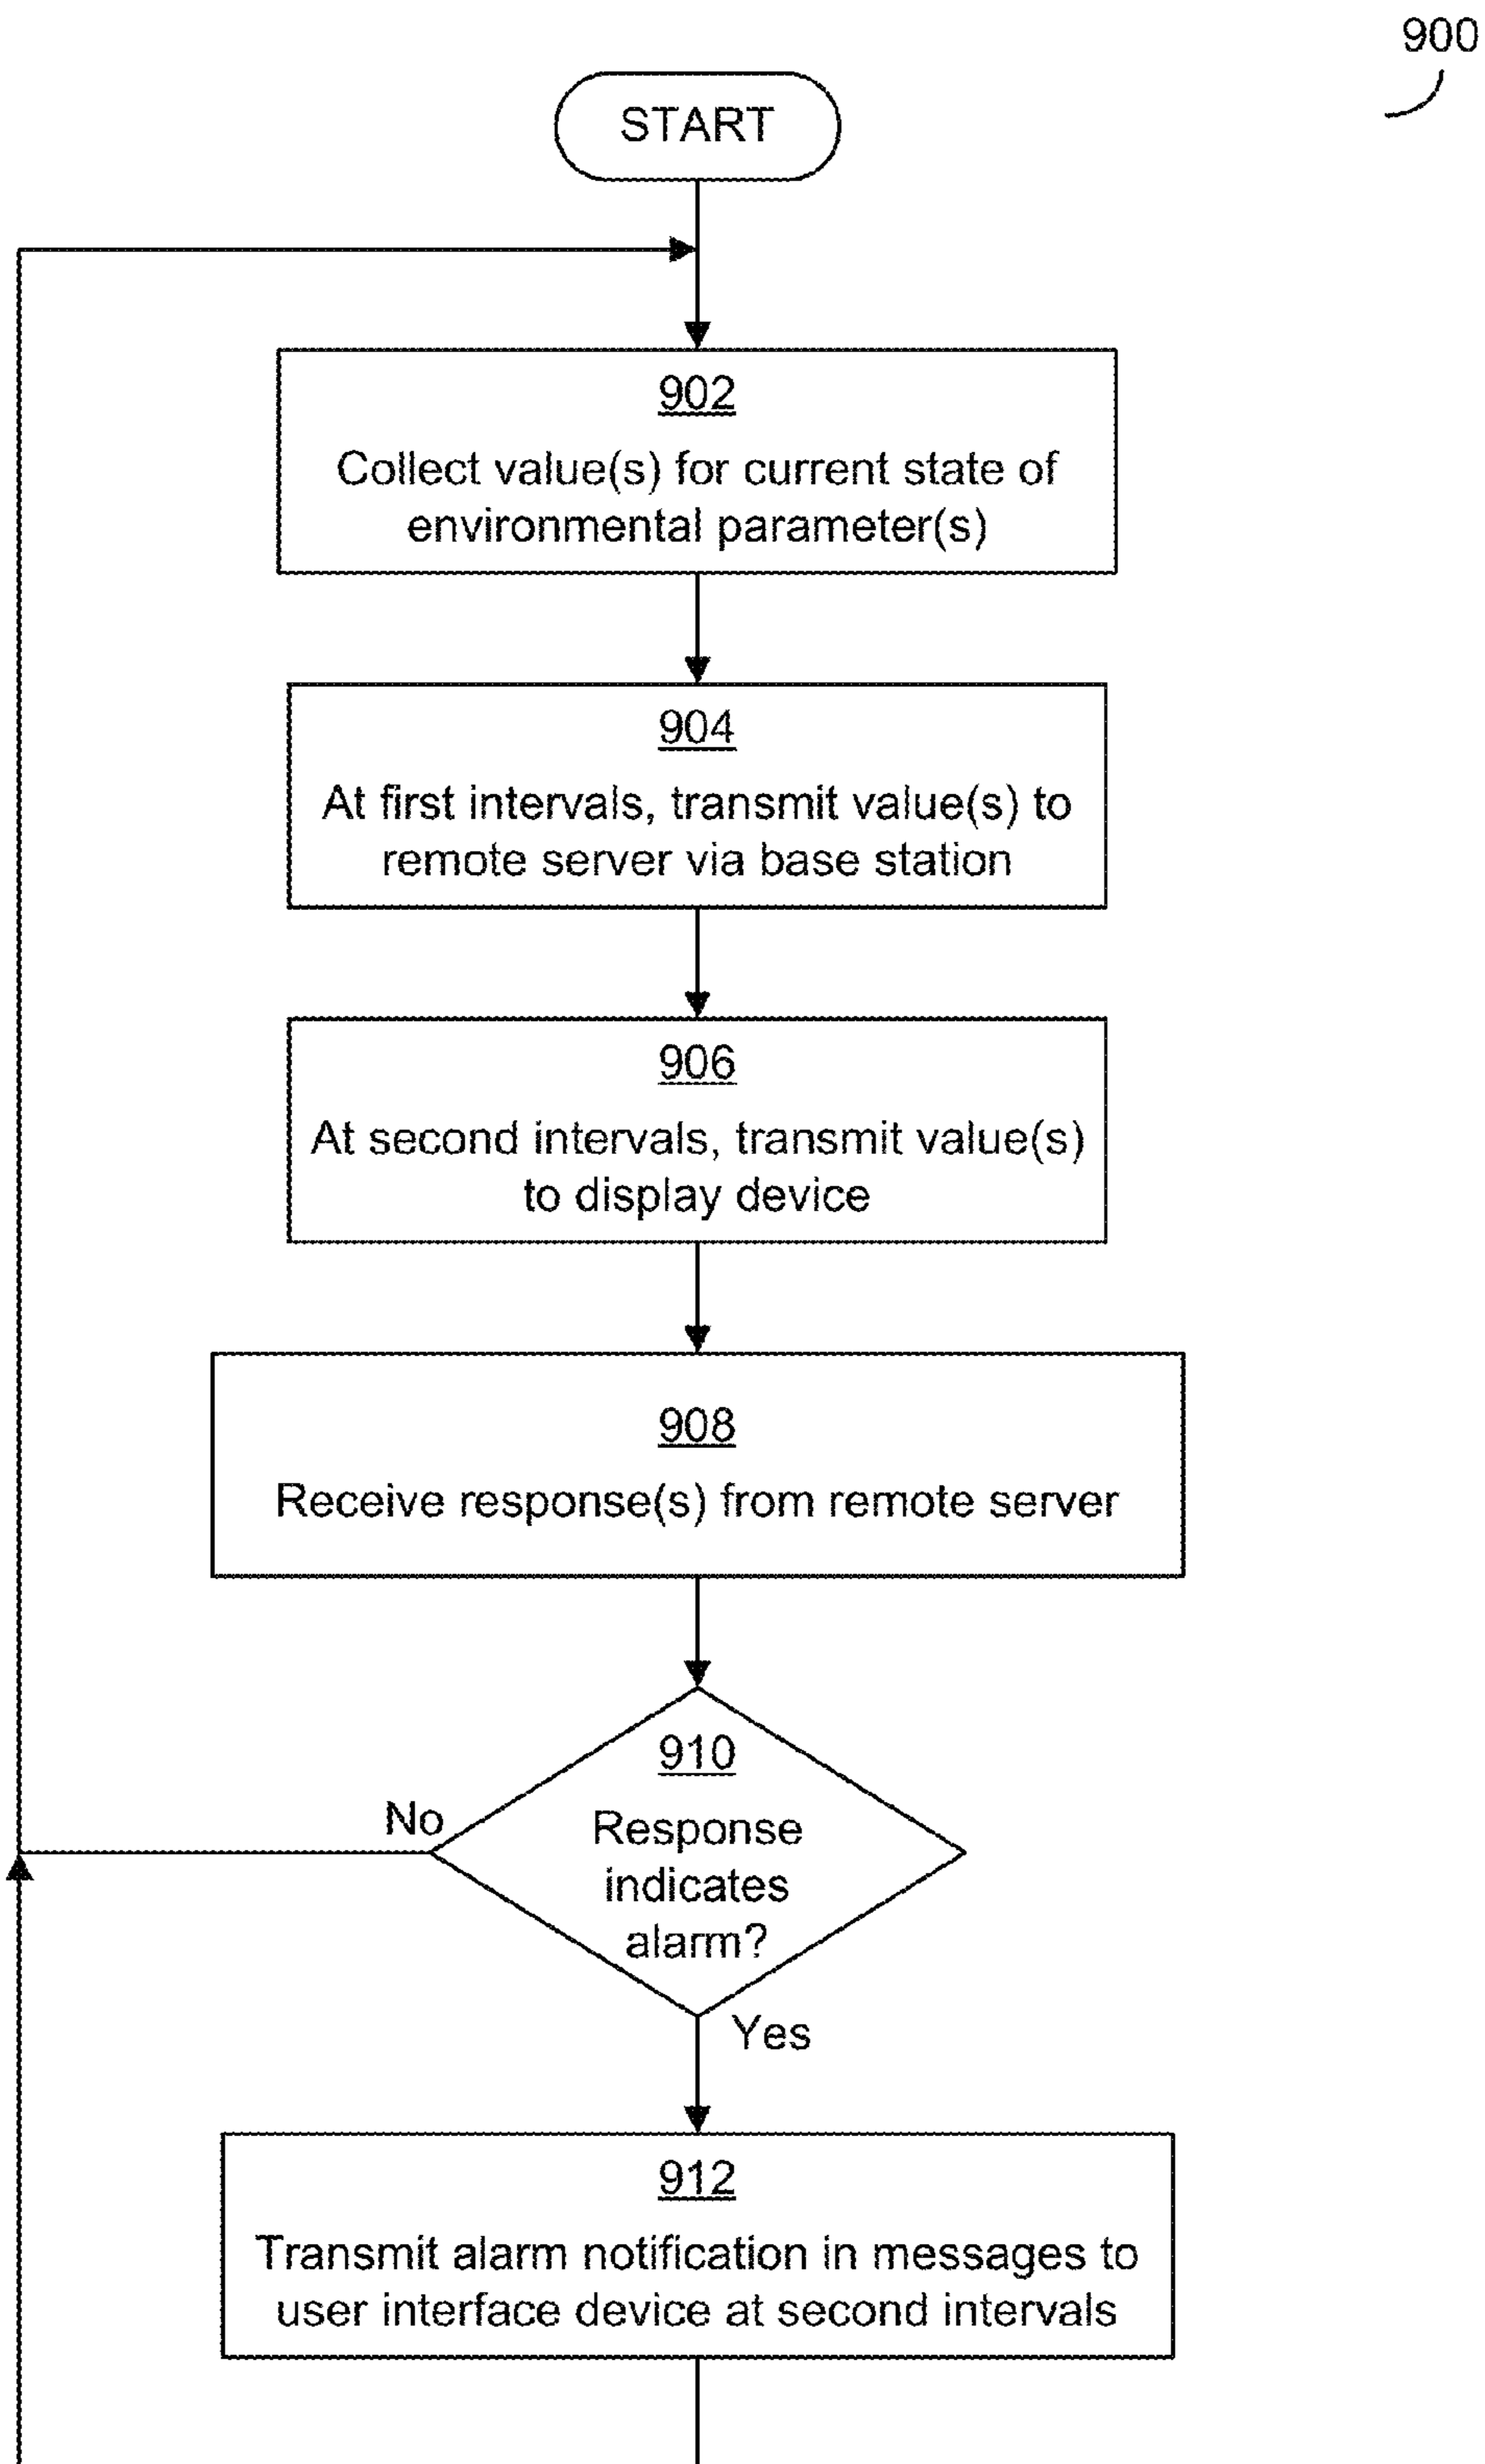 900
START
902
Collect value(s) for current state of
environmental parameter(s)
904
At first intervals, transmit value(s) to
remote server via base station
906
At second intervals, transmit value(s)
to display device
908
Receive response(s) from remote server
910
Response
indicates
alarm?
No
Yes
912
Transmit alarm notification in messages to
user interface device at second intervals